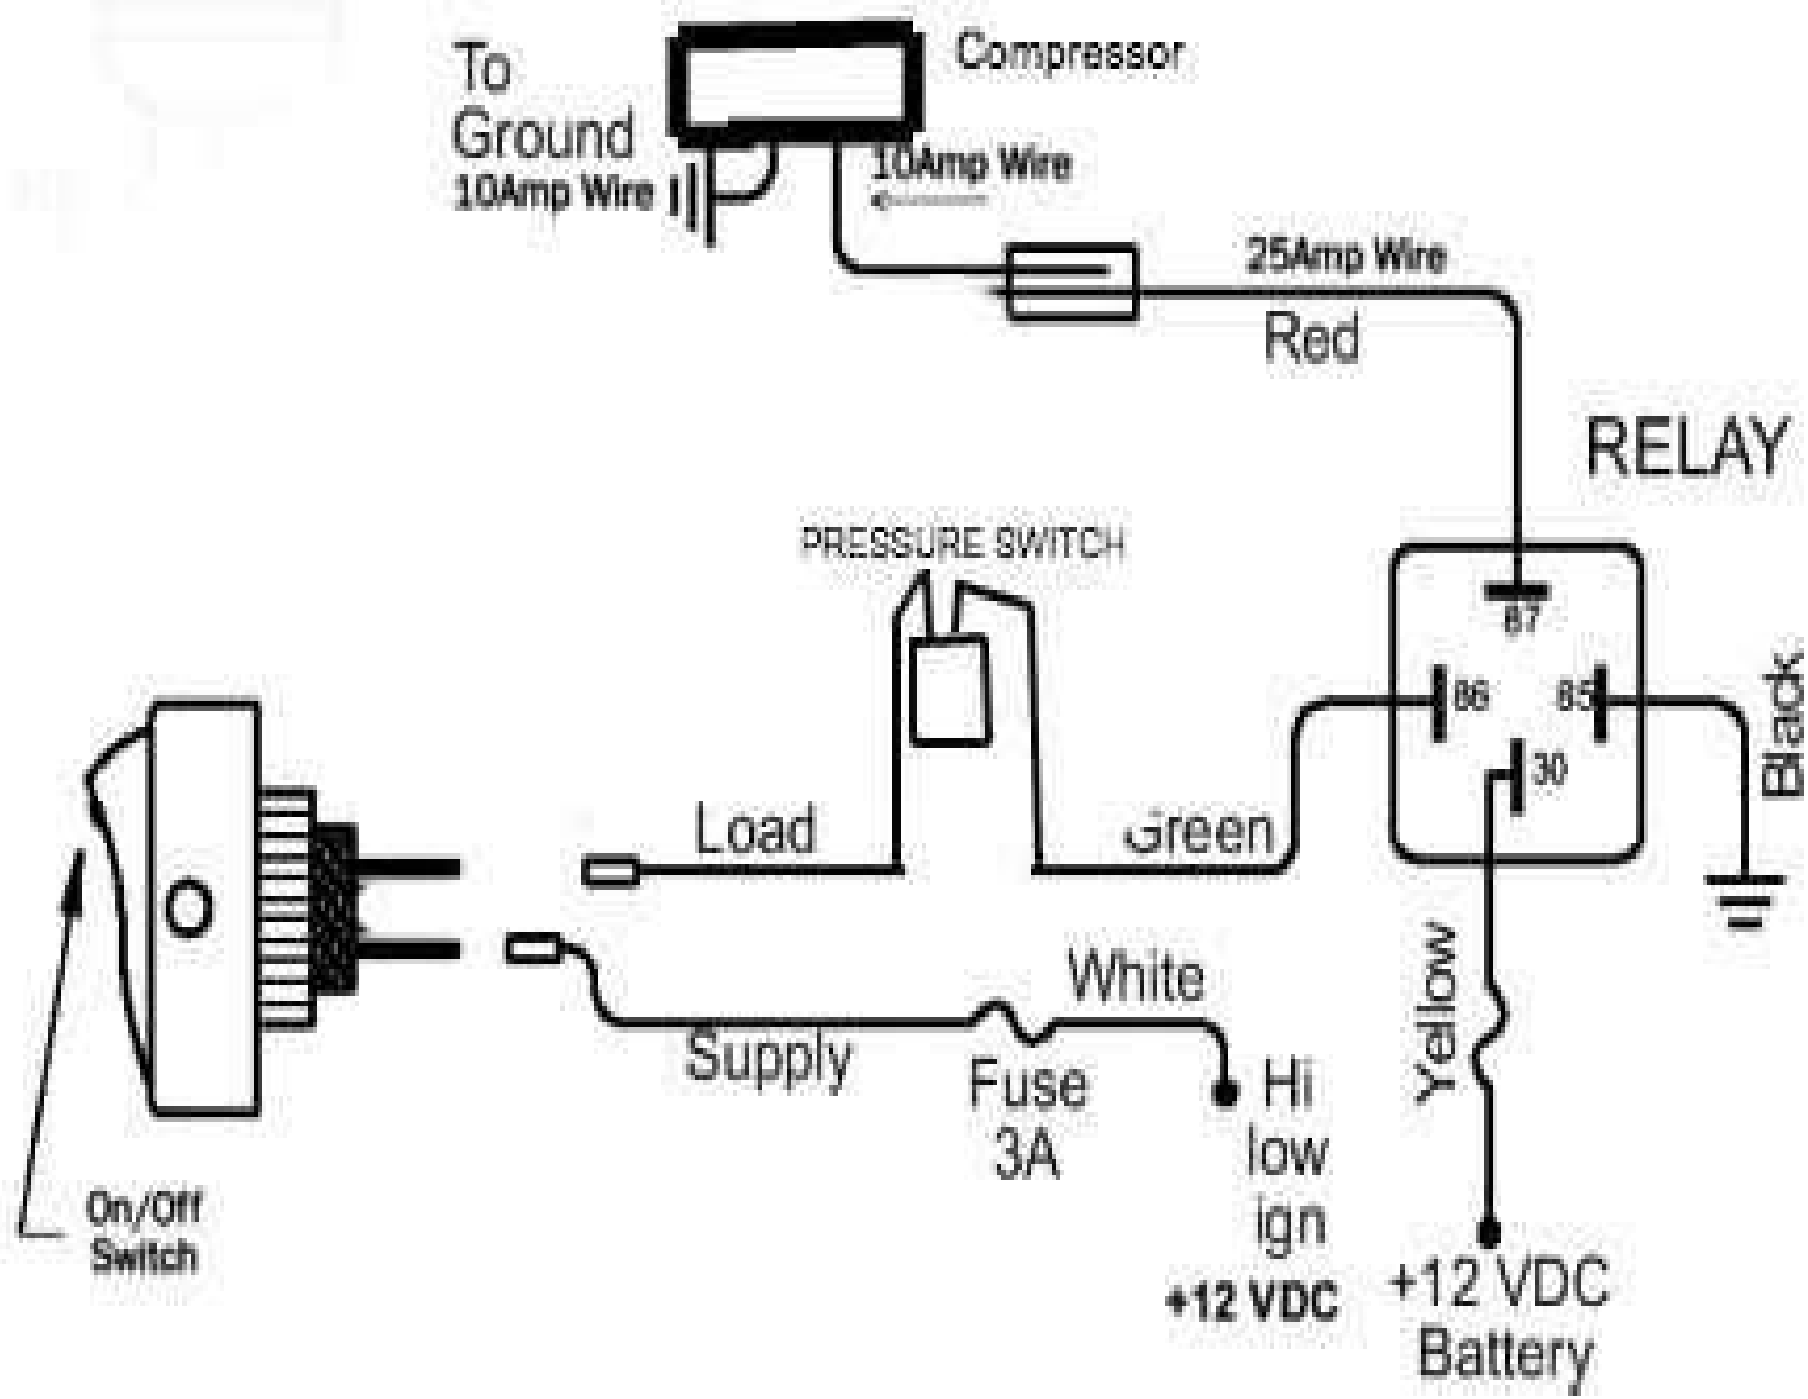 To
Ground
10Amp Wire
Compressor
10Amp Wire
25Amp Wire
Red
RELAY
PRESSURE SWITCH
87
86
85
30
Black
Load
Green
Yellow
White
Supply
Fuse
3A
Hi
low
ign
+12 VDC
+12 VDC
Battery
On/Off
Switch